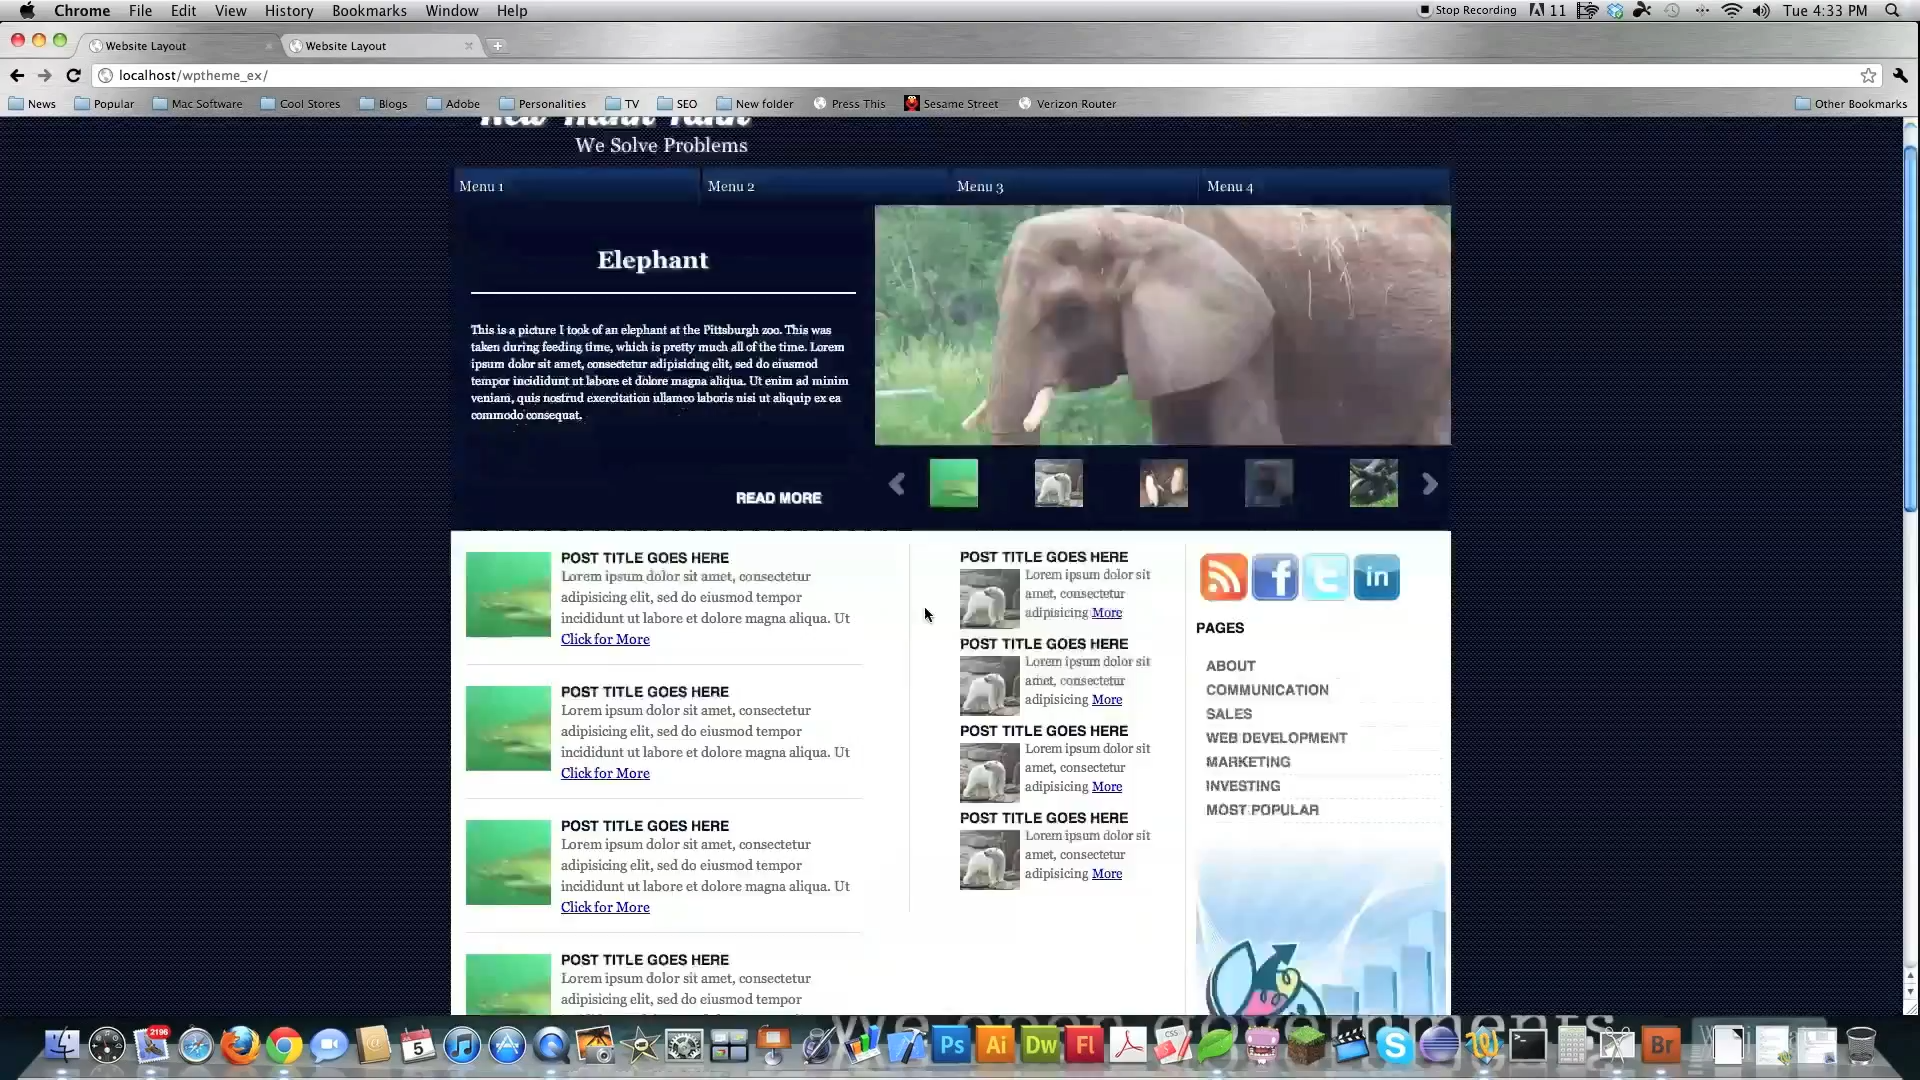 Chrome File Edit View History Bookmarks Window Help
Stop Recording 11 Tue 4:33 PM
Website Layout
Website Layout
localhost/wptheme_ex/
News Popular Mac Software Cool Stores Blogs Adobe Personalities TV SEO New folder Press This Sesame Street Verizon Router Other Bookmarks
We Solve Problems
Menu 1 Menu 2 Menu 3 Menu 4
Elephant
This is a picture I took of an elephant at the Pittsburgh zoo. This was
taken during feeding time, which is pretty much all of the time. Lorem
ipsum dolor sit amet, consectetur adipisicing elit, sed do eiusmod
tempor incididunt ut labore et dolore magna aliqua. Ut enim ad minim
veniam, quis nostrud exercitation ullamco laboris nisi ut aliquip ex ea
commodo consequat.
READ MORE
POST TITLE GOES HERE
Lorem ipsum dolor sit amet, consectetur
adipisicing elit, sed do eiusmod tempor
incididunt ut labore et dolore magna aliqua. Ut
Click for More
POST TITLE GOES HERE
Lorem ipsum dolor sit amet, consectetur
adipisicing elit, sed do eiusmod tempor
incididunt ut labore et dolore magna aliqua. Ut
Click for More
POST TITLE GOES HERE
Lorem ipsum dolor sit amet, consectetur
adipisicing elit, sed do eiusmod tempor
incididunt ut labore et dolore magna aliqua. Ut
Click for More
POST TITLE GOES HERE
Lorem ipsum dolor sit amet, consectetur
adipisicing elit, sed do eiusmod tempor
POST TITLE GOES HERE
Lorem ipsum dolor sit
amet, consectetur
adipisicing More
POST TITLE GOES HERE
Lorem ipsum dolor sit
amet, consectetur
adipisicing More
POST TITLE GOES HERE
Lorem ipsum dolor sit
amet, consectetur
adipisicing More
POST TITLE GOES HERE
Lorem ipsum dolor sit
amet, consectetur
adipisicing More
f t in
PAGES
ABOUT
COMMUNICATION
SALES
WEB DEVELOPMENT
MARKETING
INVESTING
MOST POPULAR
2196
5
Ps Ai Dw Fl
CSS
S
Br